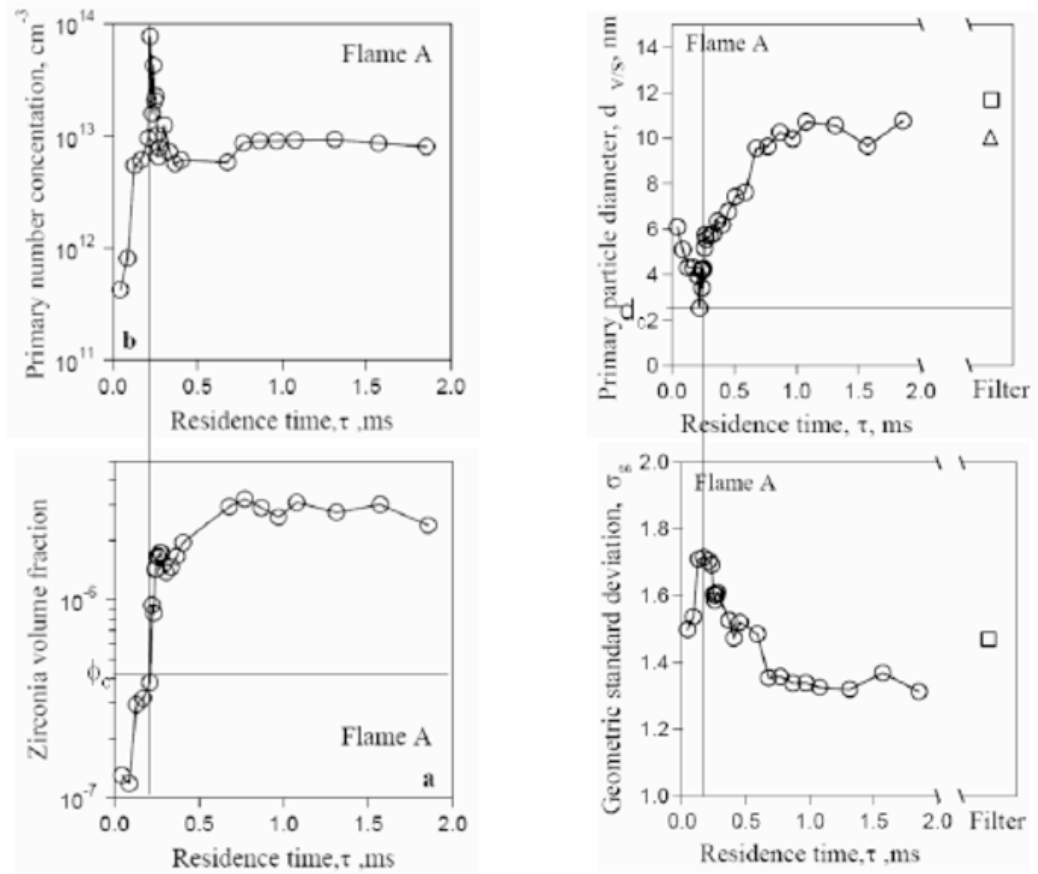 Primary number concentation, cm-3
10^14
10^13
10^12
10^11
Flame A
b
0.0 0.5 1.0 1.5 2.0
Residence time,τ ,ms
Primary particle diameter, d v/s, nm
14
12
10
8
6
4
2
0
Flame A
d c
0.0 0.5 1.0 1.5 2.0 Filter
Residence time, τ, ms
Zirconia volume fraction
10^-6
10^-7
ϕ c
Flame A
a
0.0 0.5 1.0 1.5 2.0
Residence time,τ ,ms
Geometric standard deviation, σ
2.0
1.8
1.6
1.4
1.2
1.0
Flame A
0.0 0.5 1.0 1.5 2.0 Filter
Residence time,τ ,ms